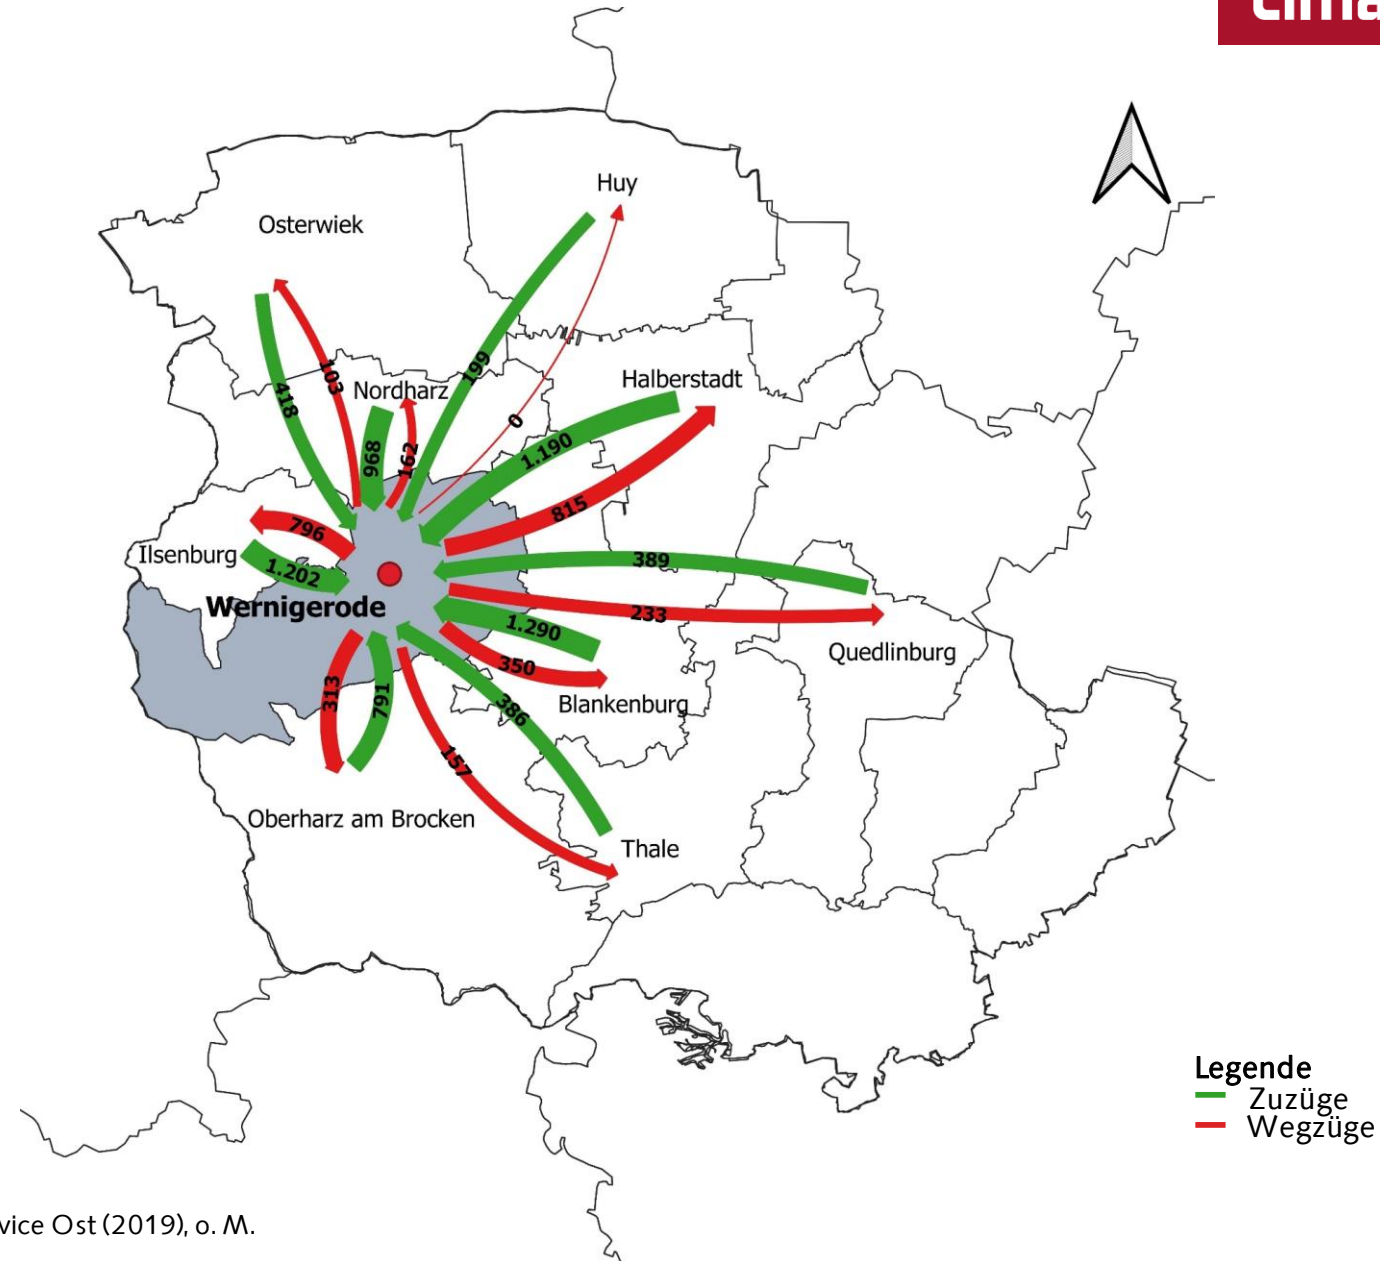 Huy
Osterwiek
199
103
Halberstadt
418
Nordharz
0
1.190
968
162
815
796
389
Ilsenburg
1.202
Wernigerode
233
1.290
Quedlinburg
350
313
791
Blankenburg
386
157
Oberharz am Brocken
Thale
Legende
Zuzüge
Wegzüge
Ost (2019), o. M.